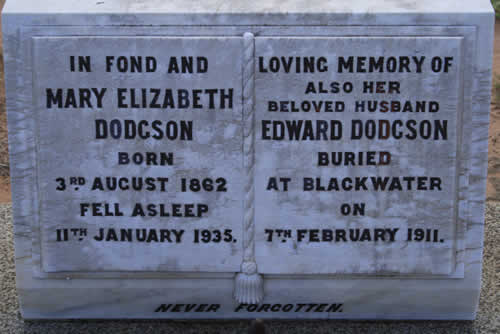 IN FOND AND LOVING MEMORY OF
MARY ELIZABETH
DODGSON
BORN
3RD AUGUST 1862
FELL ASLEEP
11TH JANUARY 1935.
ALSO HER
BELOVED HUSBAND
EDWARD DODGSON
BURIED
AT BLACKWATER
ON
7TH FEBRUARY 1911.
NEVER FORGOTTEN.